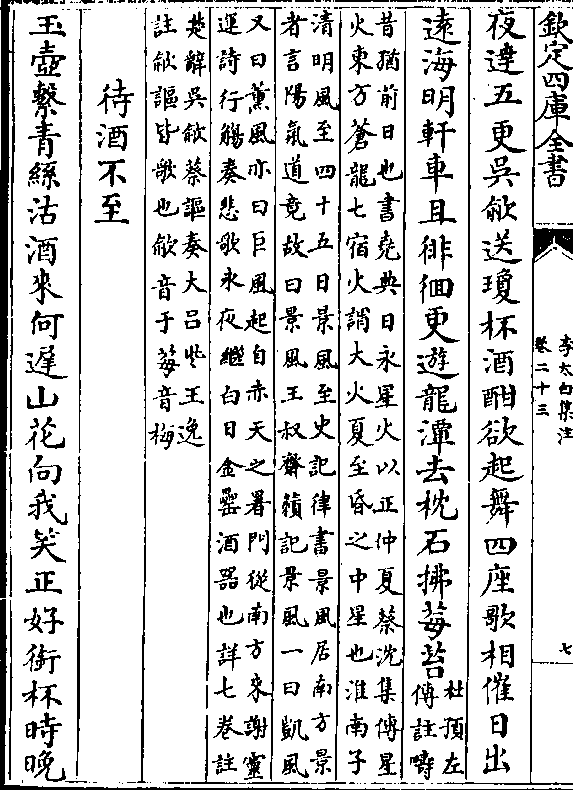 欽定四庫全書
李太白集注
卷二十三
七
夜達五更吳歈送瓊杯酒酣欲起舞四座歌相催日出
遠海明軒車且徘徊更遊龍潭去枕石拂莓苔
杜預左
傳註疇
昔猶前日也書堯典日永星火以正仲夏蔡沈集傳星
火東方蒼龍七宿火謂大火夏至昏之中星也淮南子
清明風至四十五日景風至史記律書景風居南方景
者言陽氣道竟故曰景風王叔齋籟記景風一曰凱風
又曰薫風亦曰巨風起自赤天之暑門從南方來謝靈
運詩行觴奏悲歌永夜繼白日金罍酒器也詳七卷註
楚辭吳歈蔡謳奏大吕些王逸
註歈謳皆歌也歈音于莓音梅
待酒不至
玉壺繫青絲沽酒來何遲山花向我笑正好銜杯時晚